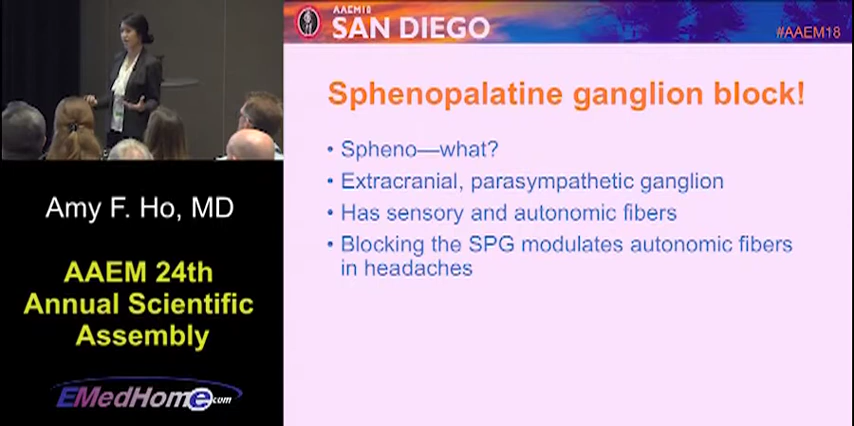 AAEM18
SAN DIEGO
#AAEM18
Sphenopalatine ganglion block!
• Spheno—what?
• Extracranial, parasympathetic ganglion
• Has sensory and autonomic fibers
• Blocking the SPG modulates autonomic fibers
in headaches
Amy F. Ho, MD
AAEM 24th
Annual Scientific
Assembly
EMedHome.com